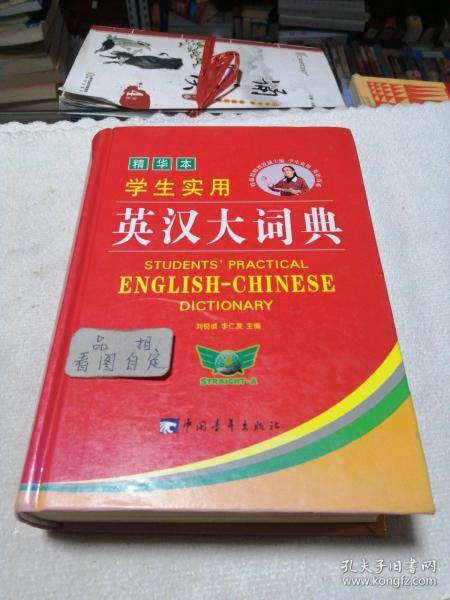 精华本
学生实用
英汉大词典
STUDENTS' PRACTICAL
ENGLISH-CHINESE
DICTIONARY
刘锐诚 李仁发 主编
品相
看图自定
STRAIGHT-A
中国青年出版社
孔夫子旧书网
www.kongfz.com